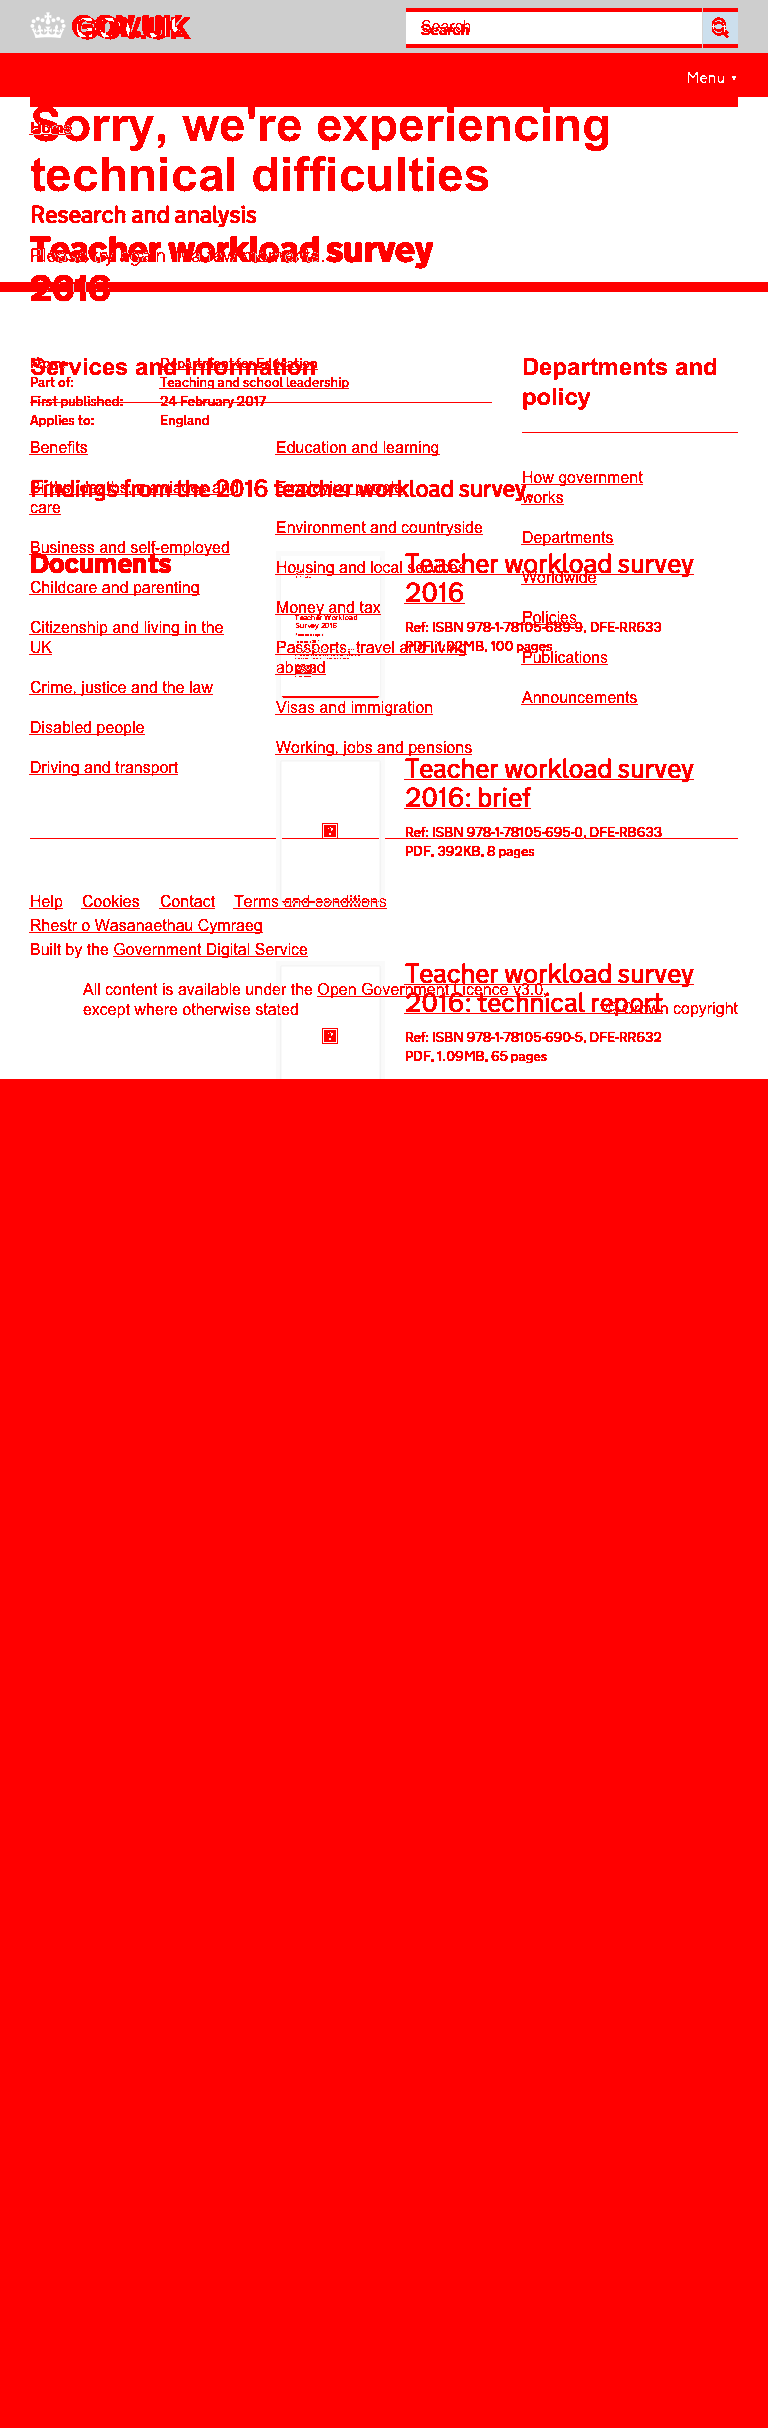 GOV.UK
Search
Menu ▾
Home
Sorry, we're experiencing
technical difficulties
Research and analysis
Teacher workload survey
2016
Please try again in a few moments.
Services and information
Departments and
policy
From:
Department for Education
Part of:
Teaching and school leadership
First published:
24 February 2017
Applies to:
England
Benefits
Education and learning
How government
works
Findings from the 2016 teacher workload survey.
care
Employing people
Environment and countryside
Departments
Business and self-employed
Documents
Housing and local services
Teacher workload survey
2016
Worldwide
Childcare and parenting
Money and tax
Teacher Workload
Survey 2016
Policies
Citizenship and living in the
UK
Ref: ISBN 978-1-78105-689-9, DFE-RR633
PDF, 1.22MB, 100 pages
Passports, travel and living
abroad
Publications
Crime, justice and the law
Visas and immigration
Announcements
Disabled people
Working, jobs and pensions
Driving and transport
Teacher workload survey
2016: brief
Ref: ISBN 978-1-78105-695-0, DFE-RB633
PDF, 392KB, 8 pages
Help Cookies Contact Terms and conditions
Rhestr o Wasanaethau Cymraeg
Built by the Government Digital Service
Teacher workload survey
2016: technical report
All content is available under the Open Government Licence v3.0,
except where otherwise stated
© Crown copyright
Ref: ISBN 978-1-78105-690-5, DFE-RR632
PDF, 1.09MB, 65 pages